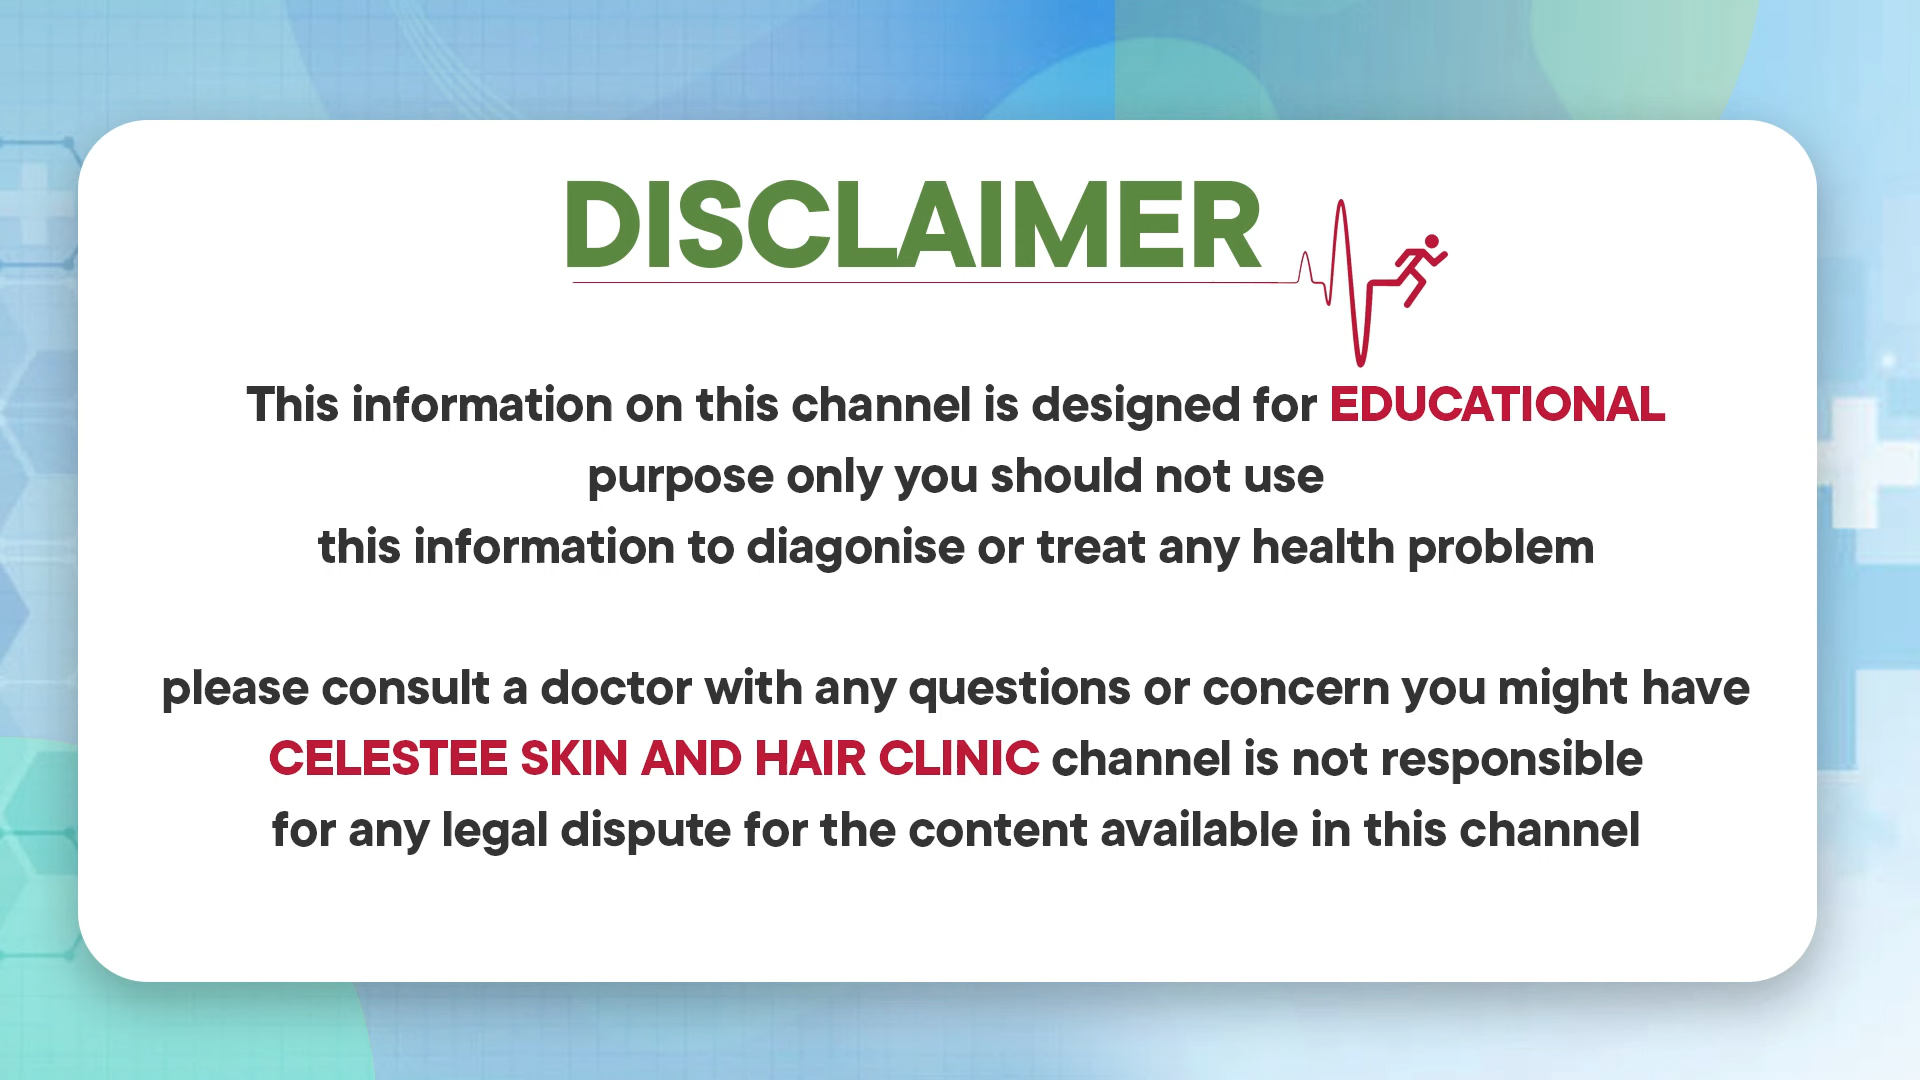 DISCLAIMER
This information on this channel is designed for EDUCATIONAL
purpose only you should not use
this information to diagonise or treat any health problem
please consult a doctor with any questions or concern you might have
CELESTEE SKIN AND HAIR CLINIC channel is not responsible
for any legal dispute for the content available in this channel